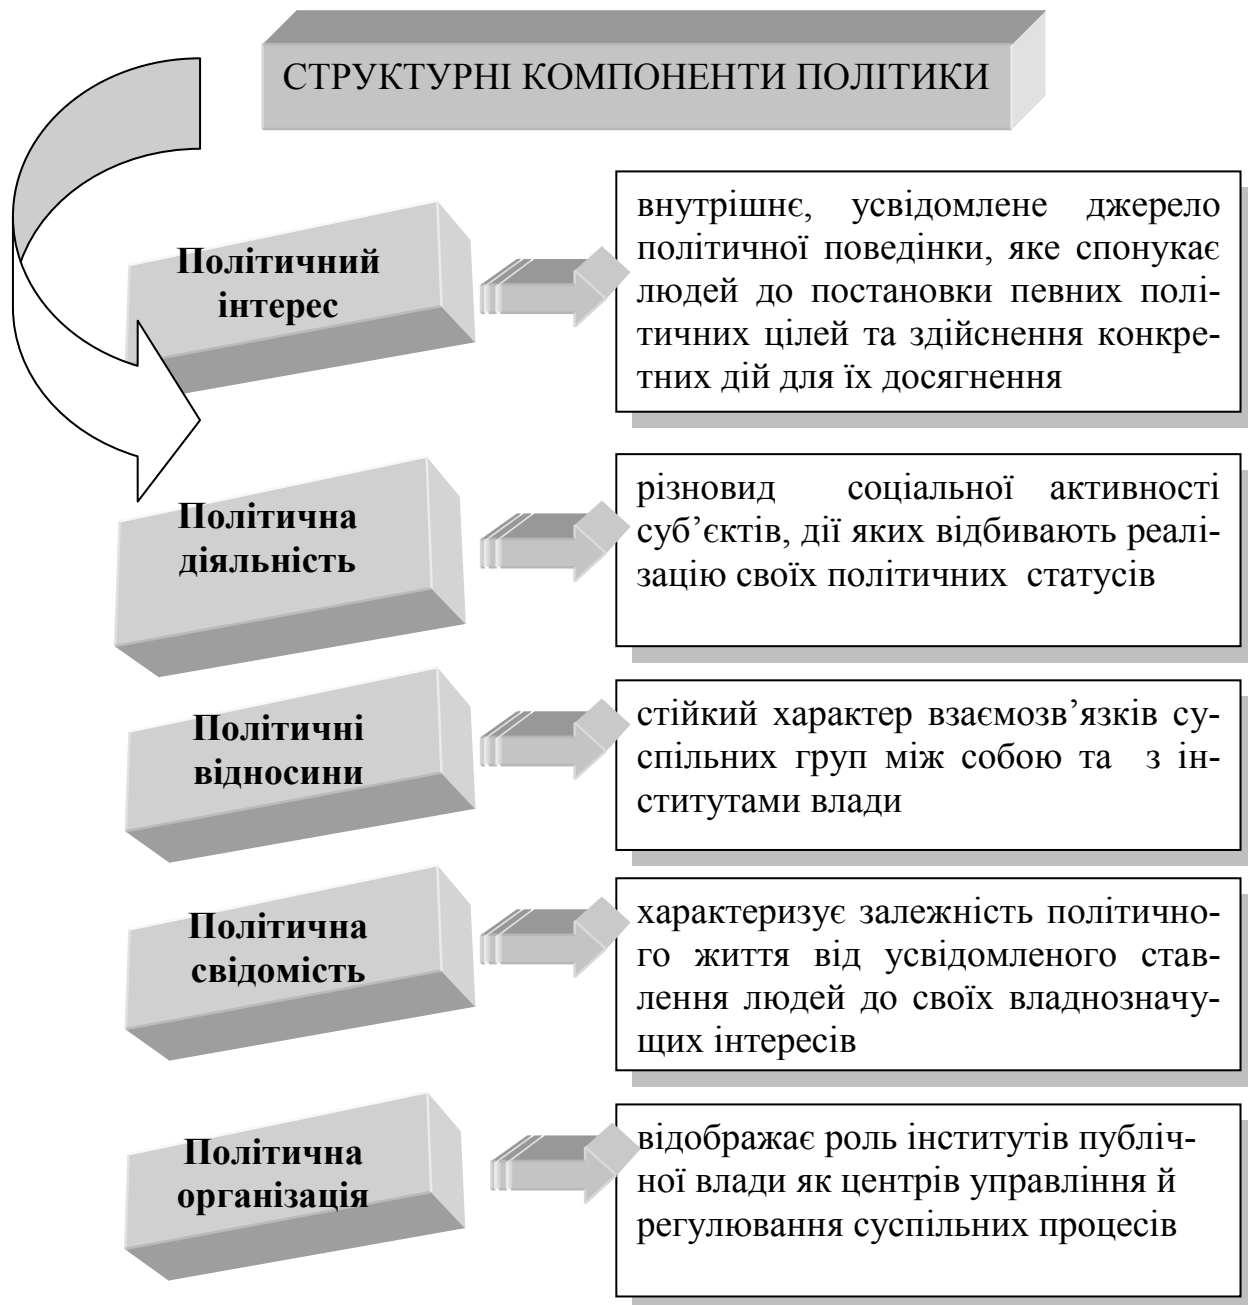 СТРУКТУРНІ КОМПОНЕНТИ ПОЛІТИКИ
Політичний
інтерес
внутрішнє, усвідомлене джерело
політичної поведінки, яке спонукає
людей до постановки певних полі-
тичних цілей та здійснення конкре-
тних дій для їх досягнення
Політична
діяльність
різновид соціальної активності
суб’єктів, дії яких відбивають реалі-
зацію своїх політичних статусів
Політичні
відносини
стійкий характер взаємозв’язків су-
спільних груп між собою та з ін-
ститутами влади
Політична
свідомість
характеризує залежність політично-
го життя від усвідомленого став-
лення людей до своїх владнозначу-
щих інтересів
Політична
організація
відображає роль інститутів публіч-
ної влади як центрів управління й
регулювання суспільних процесів